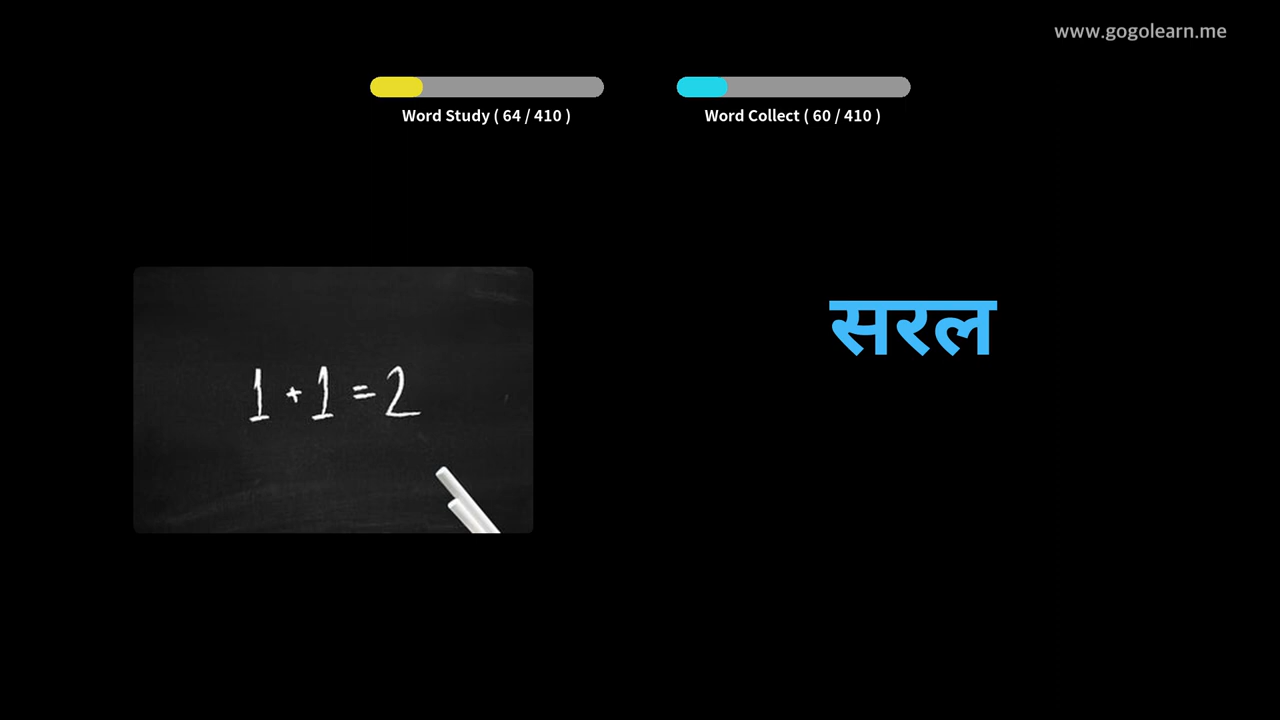 www.gogolearn.me
Word Study ( 64 / 410 )
Word Collect ( 60 / 410 )
सरल
1 + 1 = 2